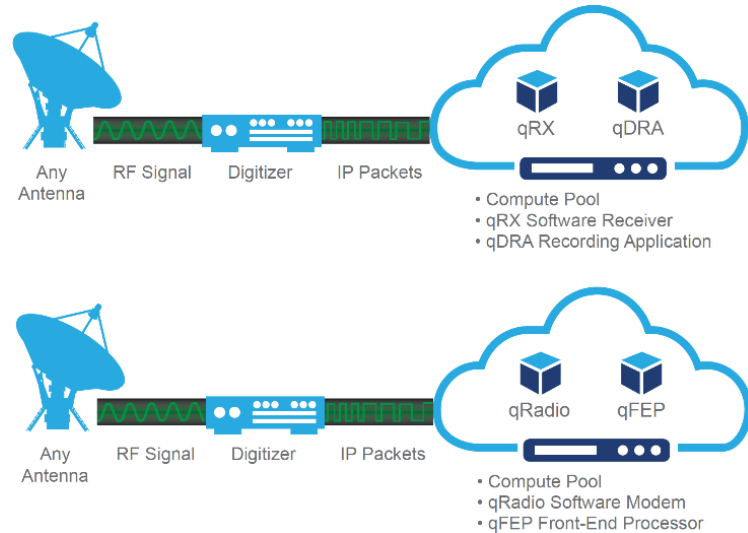 qRX
qDRA
Any
Antenna
RF Signal
Digitizer
IP Packets
• Compute Pool
• qRX Software Receiver
• qDRA Recording Application
qRadio
qFEP
Any
Antenna
RF Signal
Digitizer
IP Packets
• Compute Pool
• qRadio Software Modem
• qFEP Front-End Processor